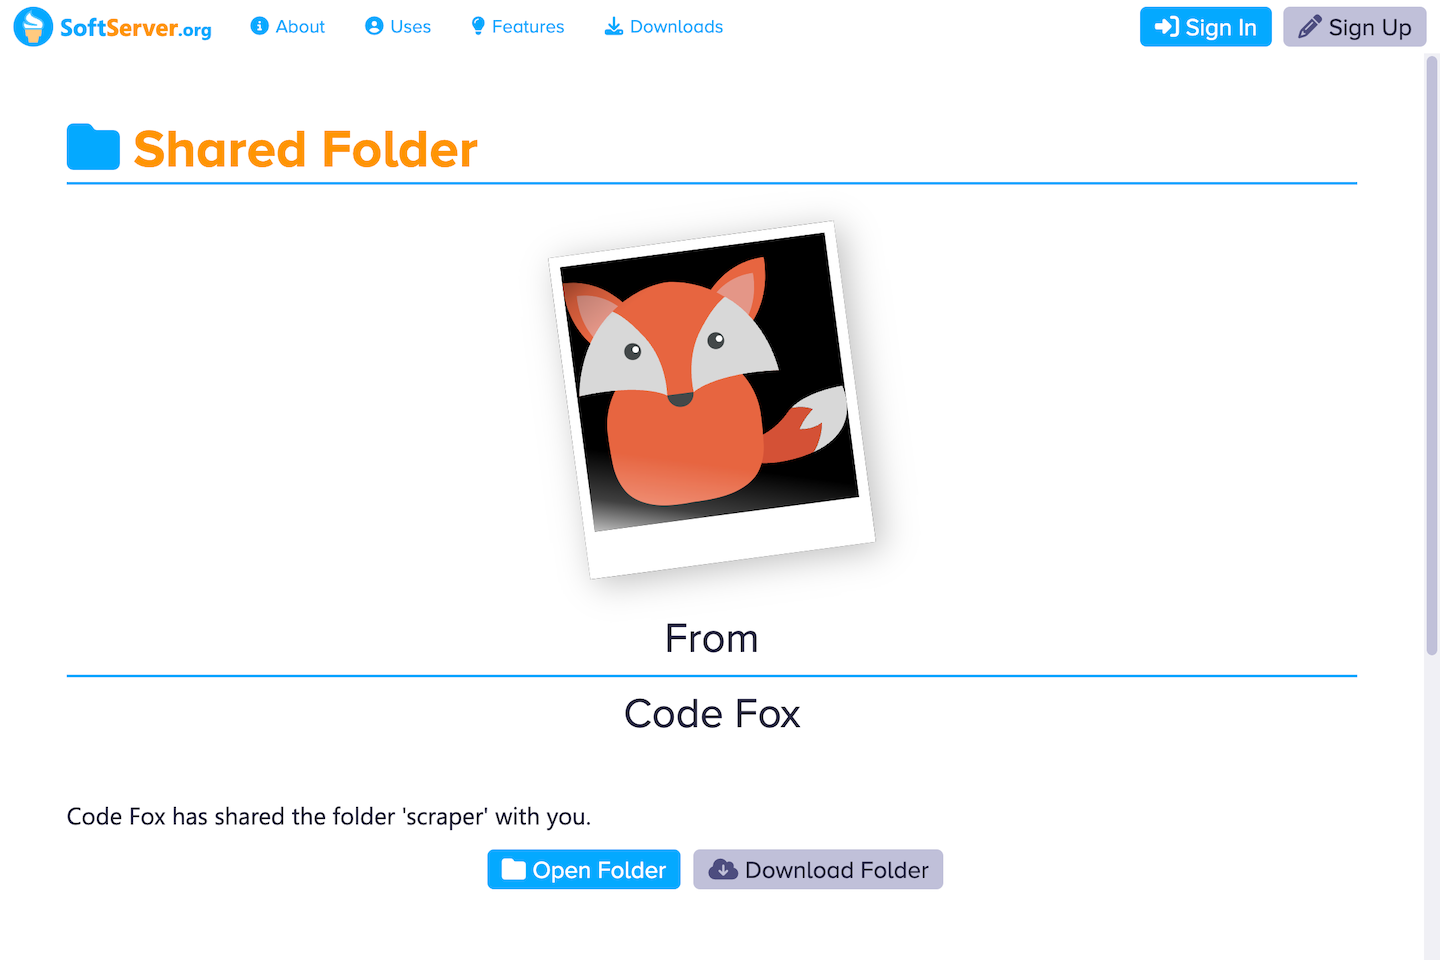 SoftServer.org
About
Uses
Features
Downloads
Sign In
Sign Up
Shared Folder
From
Code Fox
Code Fox has shared the folder 'scraper' with you.
Open Folder
Download Folder